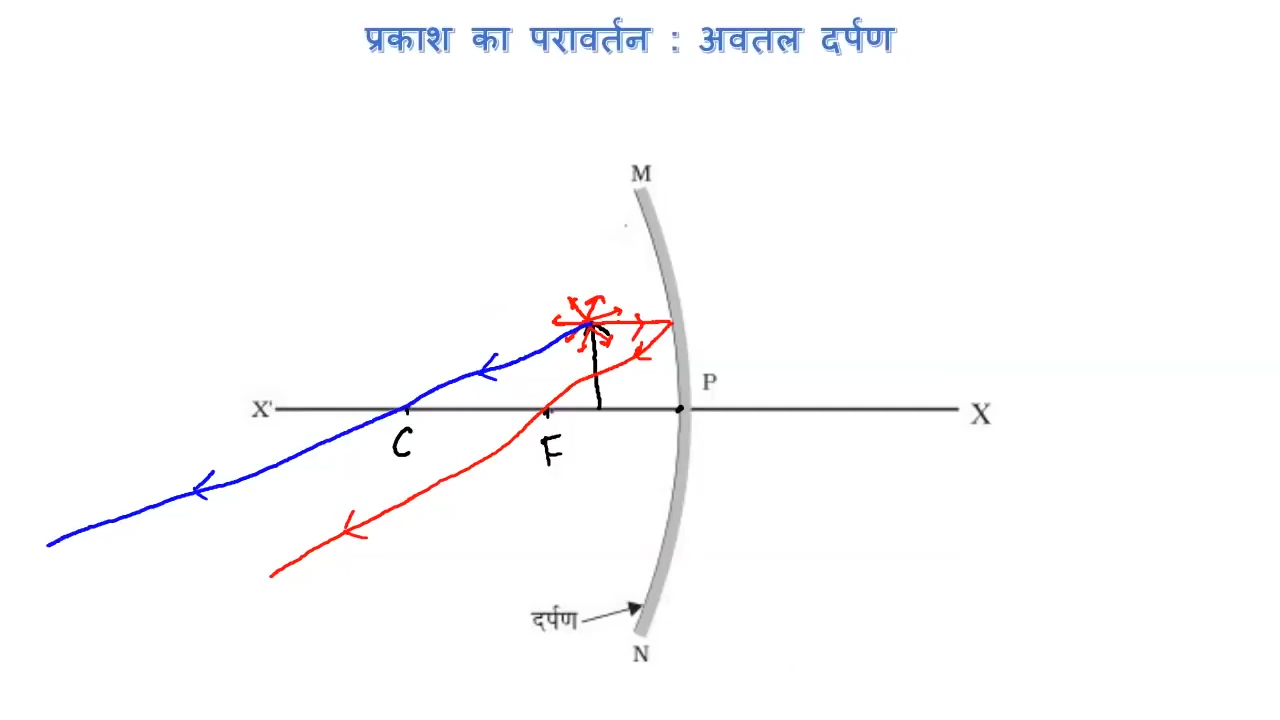 प्रकाश का परावर्तन : अवतल दर्पण
M
P
X' X
C F
दर्पण
N